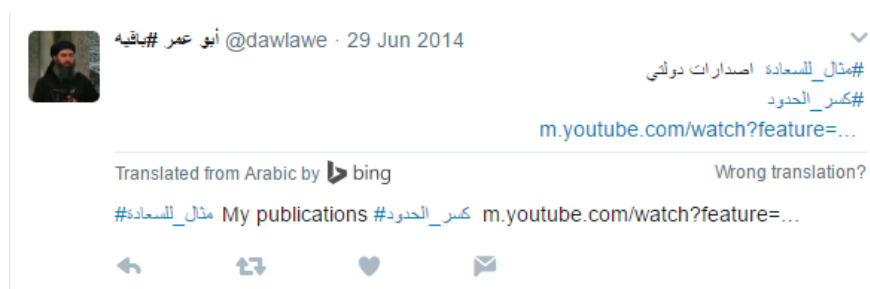 أبو عمر #باقيه @dawlawe · 29 Jun 2014
#مثال_للسعادة اصدارات دولتي
#كسر_الحدود
m.youtube.com/watch?feature=...
Translated from Arabic by bing Wrong translation?
#مثال_للسعادة My publications #كسر_الحدود m.youtube.com/watch?feature=...